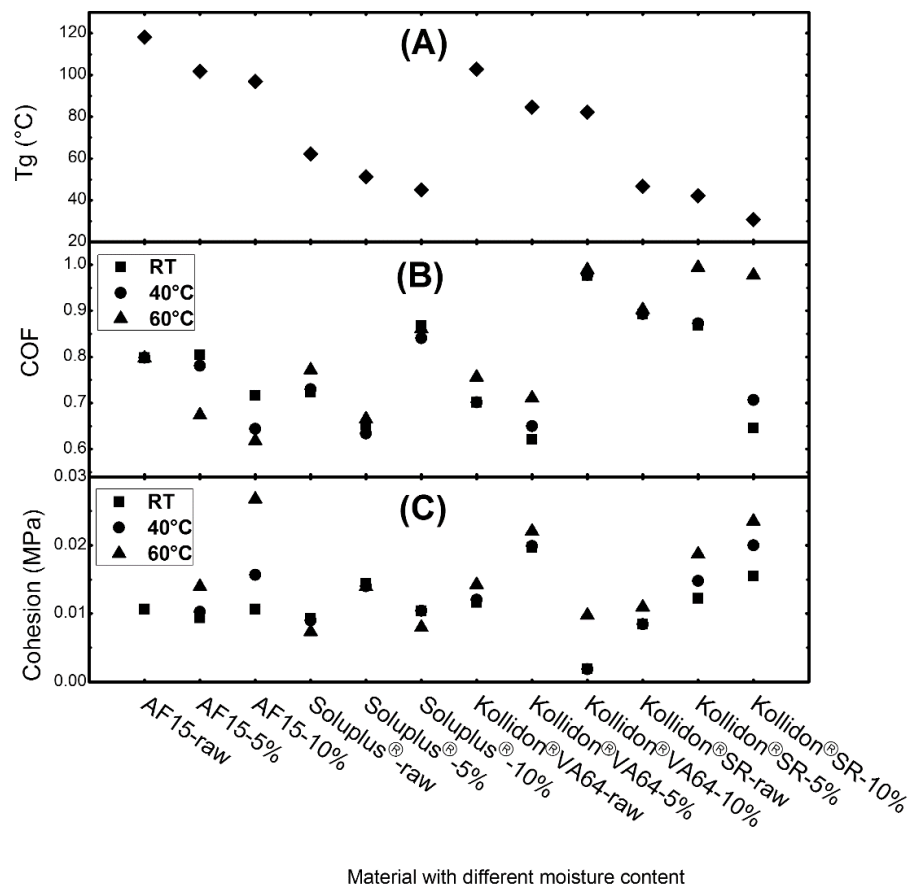 (A)
Tg (°C)
120
100
80
60
40
20
(B)
RT
40°C
60°C
COF
1.0
0.9
0.8
0.7
0.6
(C)
RT
40°C
60°C
Cohesion (MPa)
0.03
0.02
0.01
0.00
AF15-raw
AF15-5%
AF15-10%
Soluplus®-raw
Soluplus®-5%
Soluplus®-10%
Kollidon®VA64-raw
Kollidon®VA64-5%
Kollidon®VA64-10%
Kollidon®SR-raw
Kollidon®SR-5%
Kollidon®SR-10%
Material with different moisture content